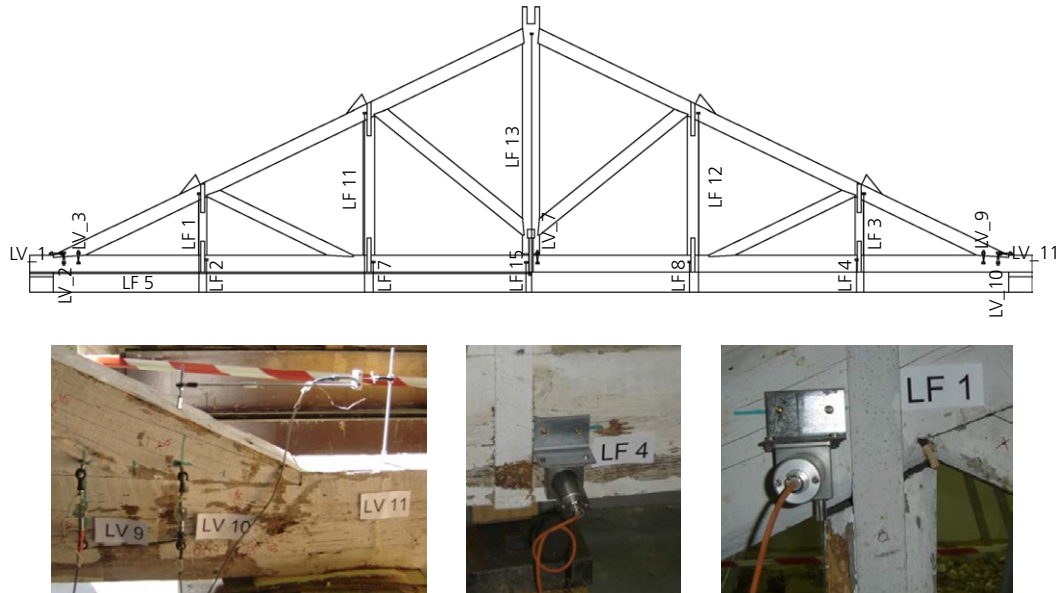 LF 13
LF 11
LF 12
LF 1
LF 3
LV_3
LV_7
LV_9
LV_1
LV_11
LF 2
LF 7
LF 15
LF 8
LF 4
LV_2
LF 5
LV_10
LV 9
LV 10
LV 11
LF 4
LF 1